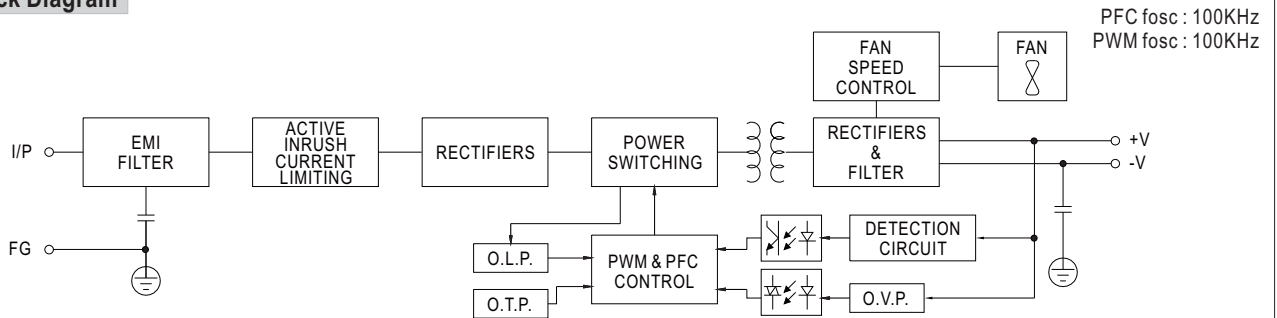 ck Diagram
PFC fosc : 100KHz
PWM fosc : 100KHz
FAN
SPEED
CONTROL
FAN
I/P
EMI
FILTER
ACTIVE
INRUSH
CURRENT
LIMITING
RECTIFIERS
POWER
SWITCHING
RECTIFIERS
&
FILTER
+V
-V
FG
O.L.P.
O.T.P.
PWM & PFC
CONTROL
DETECTION
CIRCUIT
O.V.P.